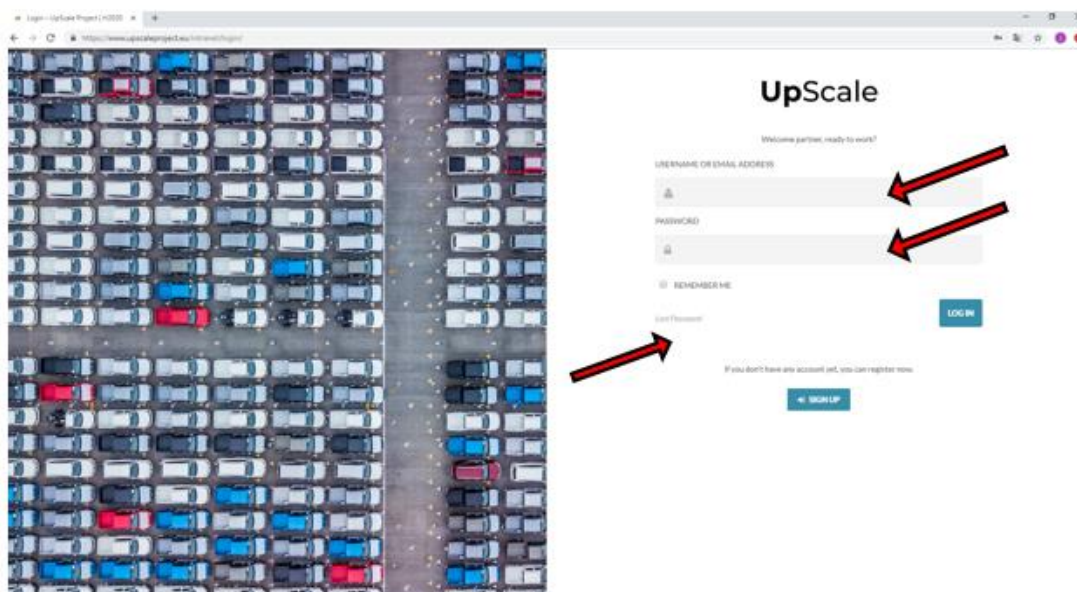 Login – UpScale Project | H2020
https://www.upscaleproject.eu/intranet/login/
UpScale
Welcome partner, ready to work?
USERNAME OR EMAIL ADDRESS
PASSWORD
REMEMBER ME
Lost Password
LOG IN
If you don't have any account yet, you can register now.
SIGN UP